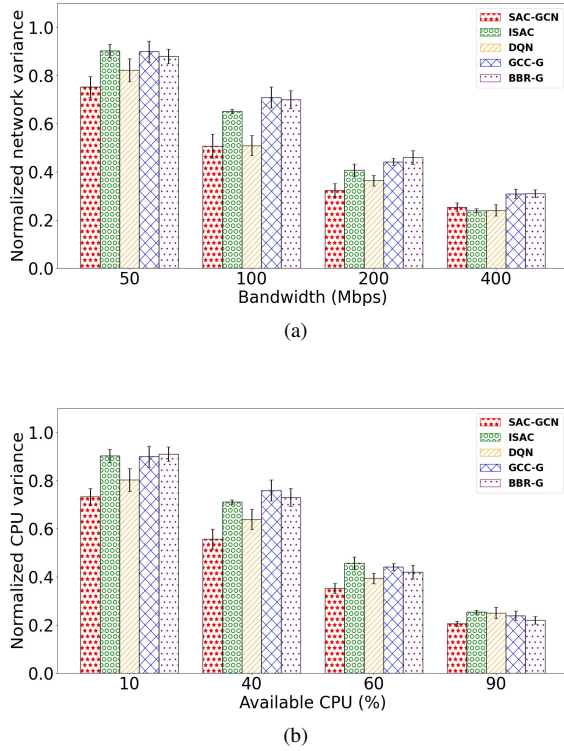 1.0
0.8
0.6
0.4
0.2
0.0
Normalized network variance
SAC-GCN
ISAC
DQN
GCC-G
BBR-G
50 100 200 400
Bandwidth (Mbps)
(a)
1.0
0.8
0.6
0.4
0.2
0.0
Normalized CPU variance
SAC-GCN
ISAC
DQN
GCC-G
BBR-G
10 40 60 90
Available CPU (%)
(b)